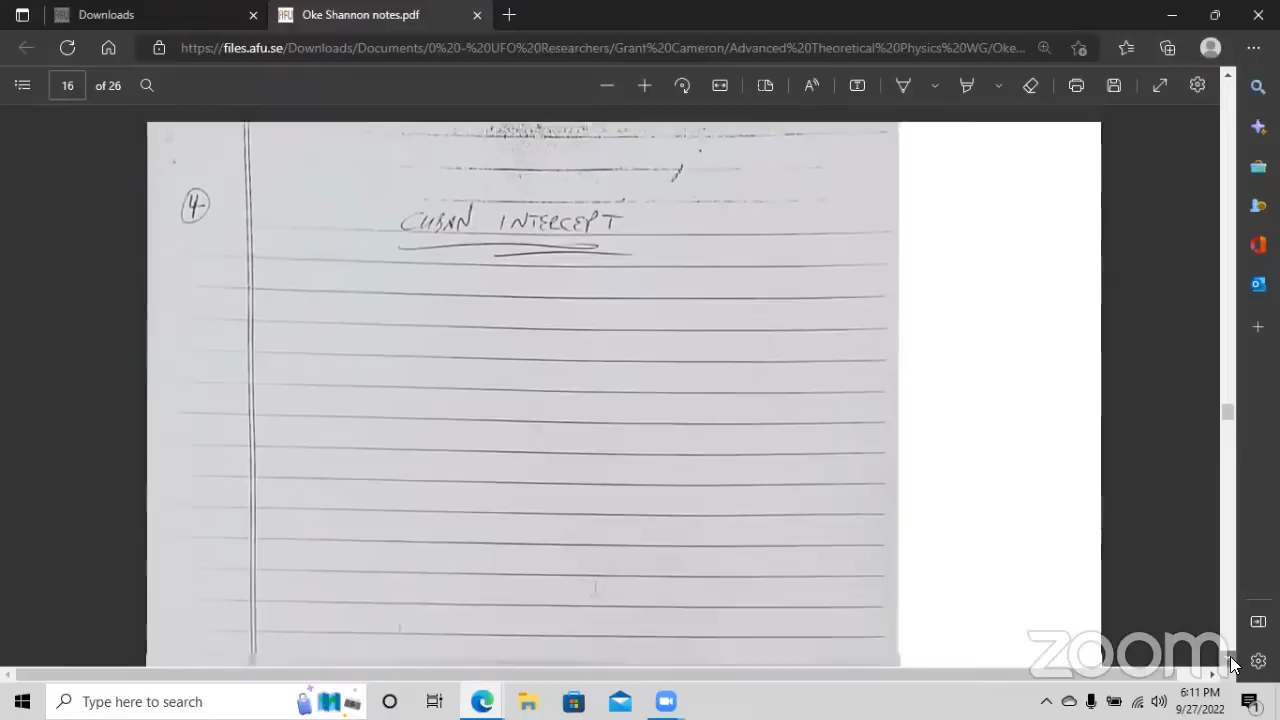 Downloads
Oke Shannon notes.pdf
https://files.afu.se/Downloads/Documents/0%20-%20UFO%20Researchers/Grant%20Cameron/Advanced%20Theoretical%20Physics%20WG/Oke...
16 of 26
4
CUBAN INTERCEPT
zoom
Type here to search
6:11 PM
9/27/2022